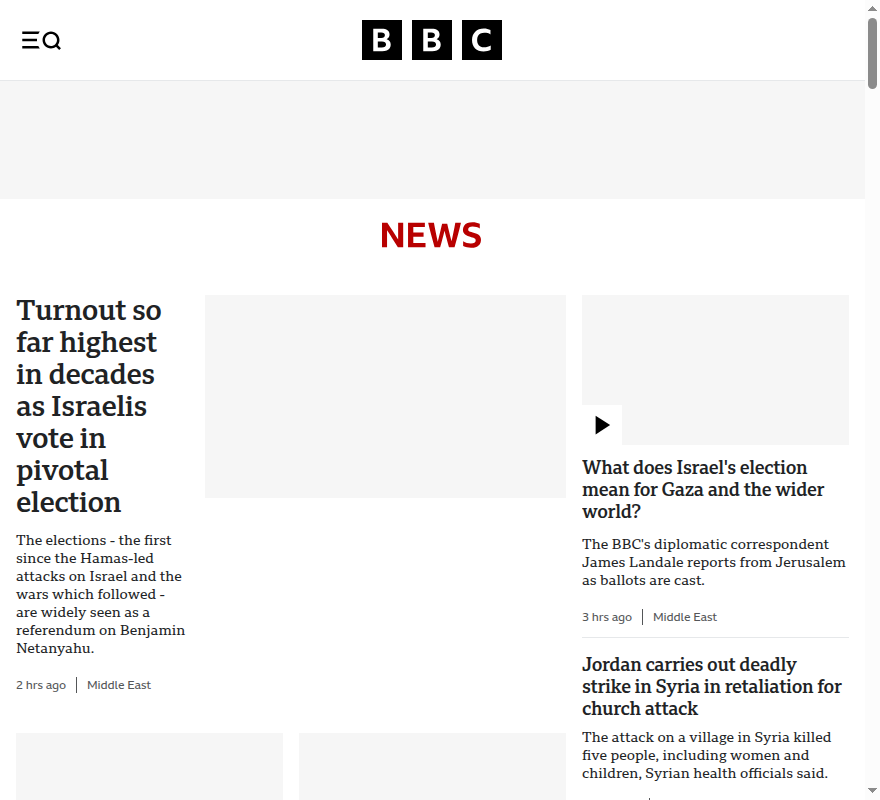 BBC
NEWS
Turnout so
far highest
in decades
as Israelis
vote in
pivotal
election
The elections - the first
since the Hamas-led
attacks on Israel and the
wars which followed -
are widely seen as a
referendum on Benjamin
Netanyahu.
2 hrs ago
Middle East
What does Israel's election
mean for Gaza and the wider
world?
The BBC's diplomatic correspondent
James Landale reports from Jerusalem
as ballots are cast.
3 hrs ago
Middle East
Jordan carries out deadly
strike in Syria in retaliation for
church attack
The attack on a village in Syria killed
five people, including women and
children, Syrian health officials said.